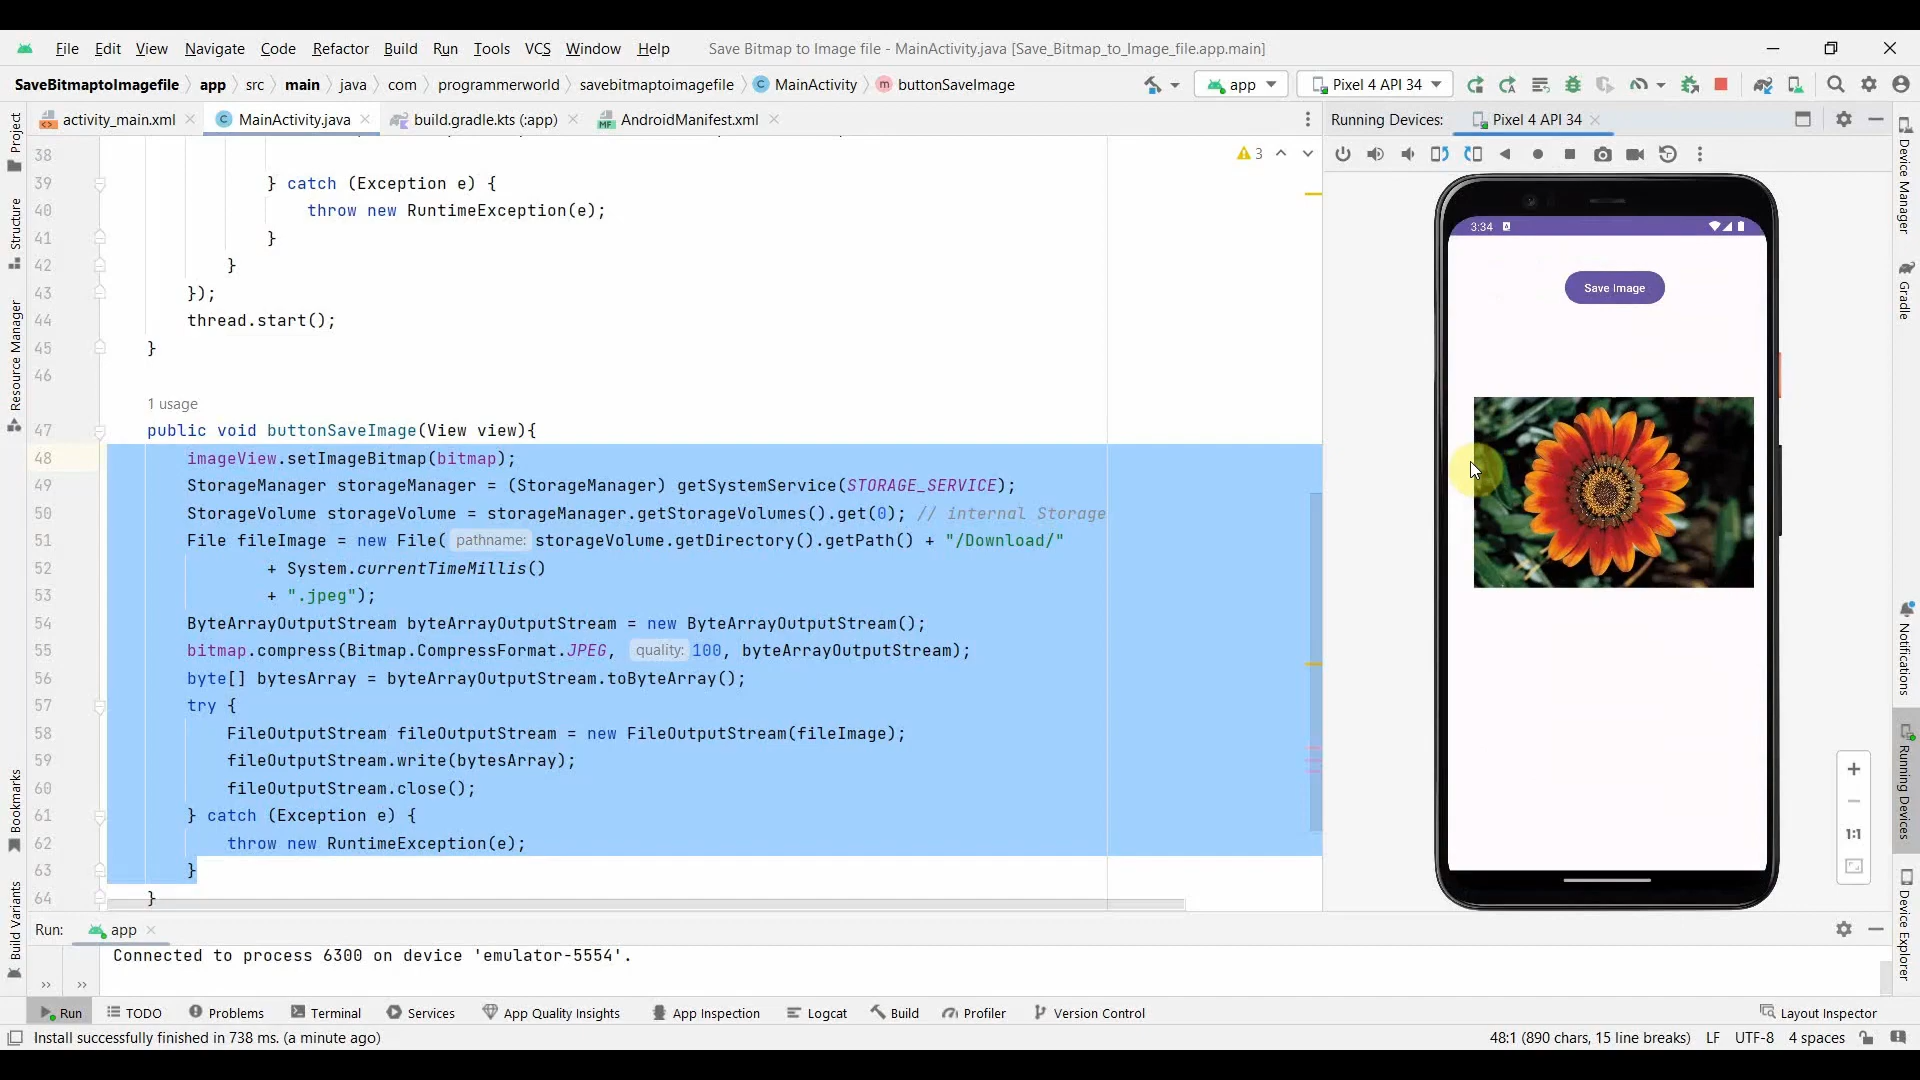 File Edit View Navigate Code Refactor Build Run Tools VCS Window Help Save Bitmap to Image file - MainActivity.java [Save_Bitmap_to_Image_file.app.main]
SaveBitmaptoImagefile app src main java com programmerworld savebitmaptoimagefile MainActivity buttonSaveImage app Pixel 4 API 34
activity_main.xml MainActivity.java build.gradle.kts (:app) AndroidManifest.xml Running Devices: Pixel 4 API 34
Project
Structure
Resource Manager
Bookmarks
Build Variants
3
38
39 } catch (Exception e) {
40 throw new RuntimeException(e);
41 }
42 }
43 });
44 thread.start();
45 }
46
1 usage
47 public void buttonSaveImage(View view){
48 imageView.setImageBitmap(bitmap);
49 StorageManager storageManager = (StorageManager) getSystemService(STORAGE_SERVICE);
50 StorageVolume storageVolume = storageManager.getStorageVolumes().get(0); // internal Storage
51 File fileImage = new File( pathname: storageVolume.getDirectory().getPath() + "/Download/"
52 + System.currentTimeMillis()
53 + ".jpeg");
54 ByteArrayOutputStream byteArrayOutputStream = new ByteArrayOutputStream();
55 bitmap.compress(Bitmap.CompressFormat.JPEG, quality: 100, byteArrayOutputStream);
56 byte[] bytesArray = byteArrayOutputStream.toByteArray();
57 try {
58 FileOutputStream fileOutputStream = new FileOutputStream(fileImage);
59 fileOutputStream.write(bytesArray);
60 fileOutputStream.close();
61 } catch (Exception e) {
62 throw new RuntimeException(e);
63 }
64 }
3:34
Save Image
1:1
Device Manager
Gradle
Notifications
Running Devices
Device Explorer
Run: app
Connected to process 6300 on device 'emulator-5554'.
Run TODO Problems Terminal Services App Quality Insights App Inspection Logcat Build Profiler Version Control Layout Inspector
Install successfully finished in 738 ms. (a minute ago) 48:1 (890 chars, 15 line breaks) LF UTF-8 4 spaces